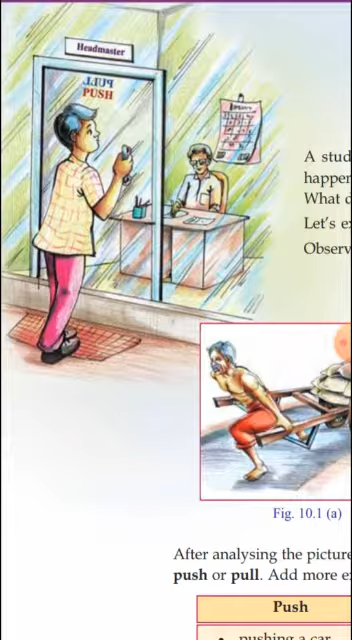 Headmaster
PULL
PUSH
A stud
happen
What d
Let's ex
Observ
Fig. 10.1 (a)
After analysing the picture
push or pull. Add more e
Push
• pushing a car